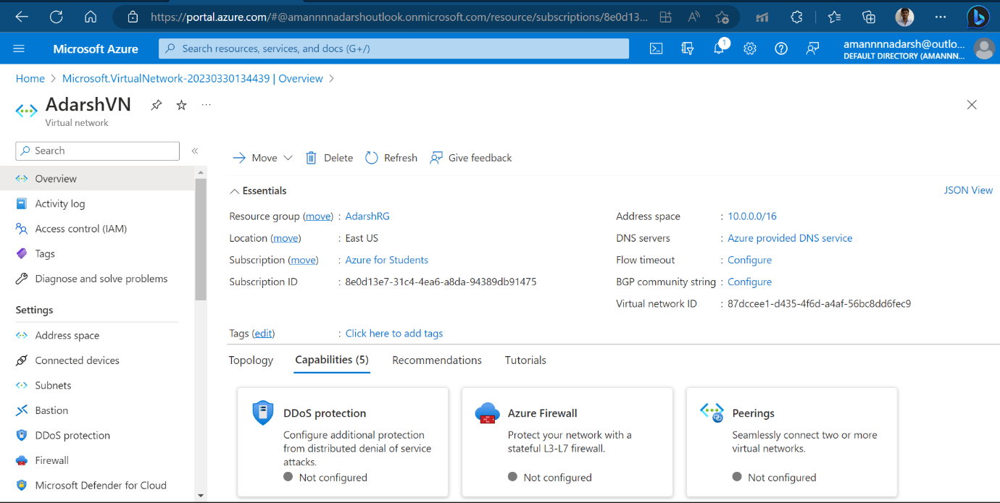 https://portal.azure.com/#@amannnnadarshoutlook.onmicrosoft.com/resource/subscriptions/8e0d13...
Microsoft Azure
Search resources, services, and docs (G+/)
1
amannnnadarsh@outlo...
DEFAULT DIRECTORY (AMANNN...
Home > Microsoft.VirtualNetwork-20230330134439 | Overview >
AdarshVN
Virtual network
Search
Overview
Activity log
Access control (IAM)
Tags
Diagnose and solve problems
Settings
Address space
Connected devices
Subnets
Bastion
DDoS protection
Firewall
Microsoft Defender for Cloud
Move
Delete
Refresh
Give feedback
Essentials
JSON View
Resource group (move) : AdarshRG
Location (move) : East US
Subscription (move) : Azure for Students
Subscription ID : 8e0d13e7-31c4-4ea6-a8da-94389db91475
Address space : 10.0.0.0/16
DNS servers : Azure provided DNS service
Flow timeout : Configure
BGP community string : Configure
Virtual network ID : 87dccee1-d435-4f6d-a4af-56bc8dd6fec9
Tags (edit) : Click here to add tags
Topology
Capabilities (5)
Recommendations
Tutorials
DDoS protection
Configure additional protection
from distributed denial of service
attacks.
Not configured
Azure Firewall
Protect your network with a
stateful L3-L7 firewall.
Not configured
Peerings
Seamlessly connect two or more
virtual networks.
Not configured